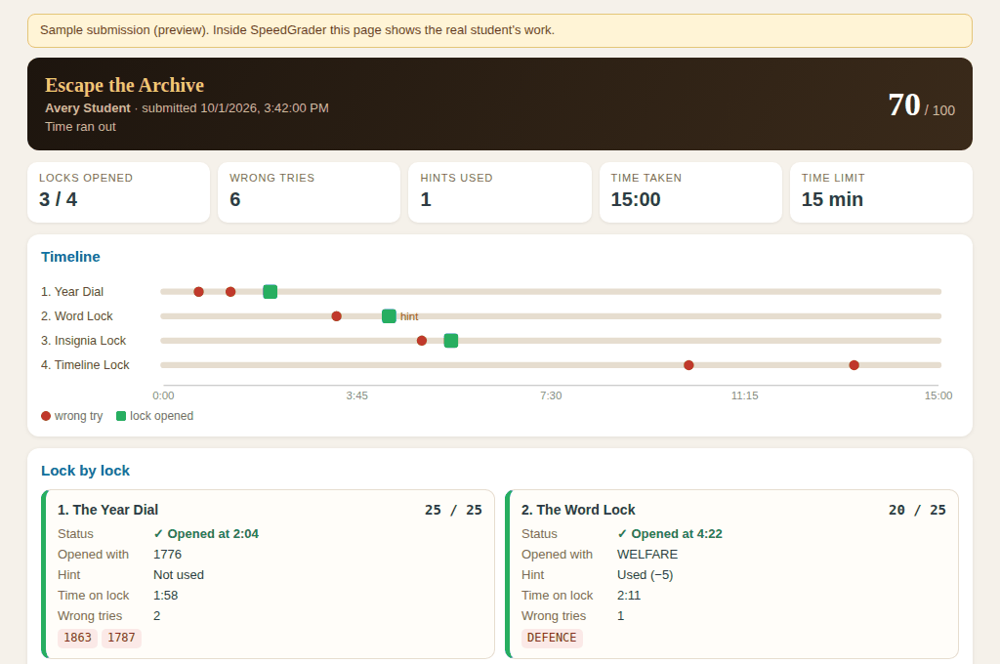 Sample submission (preview). Inside SpeedGrader this page shows the real student's work.
Escape the Archive
Avery Student · submitted 10/1/2026, 3:42:00 PM
Time ran out
70 / 100
LOCKS OPENED
3 / 4
WRONG TRIES
6
HINTS USED
1
TIME TAKEN
15:00
TIME LIMIT
15 min
Timeline
1. Year Dial
2. Word Lock
hint
3. Insignia Lock
4. Timeline Lock
0:00 3:45 7:30 11:15 15:00
wrong try lock opened
Lock by lock
1. The Year Dial 25 / 25
Status ✓ Opened at 2:04
Opened with 1776
Hint Not used
Time on lock 1:58
Wrong tries 2
1863 1787
2. The Word Lock 20 / 25
Status ✓ Opened at 4:22
Opened with WELFARE
Hint Used (−5)
Time on lock 2:11
Wrong tries 1
DEFENCE